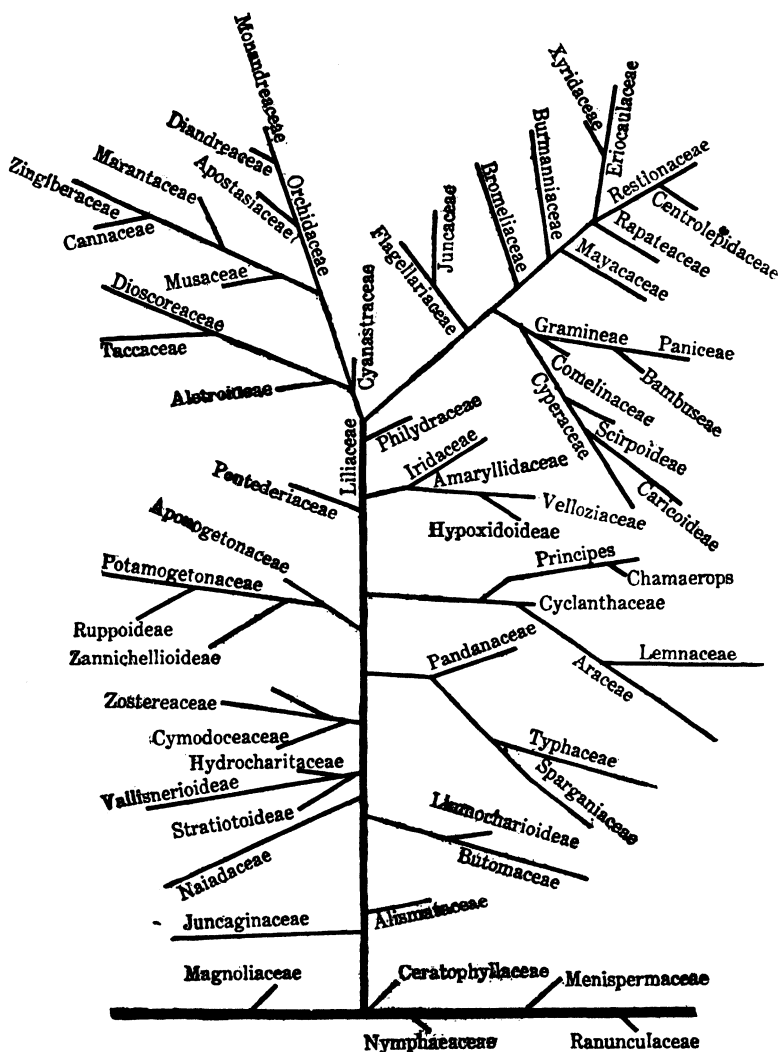 Monandreaceae
Diandreaceae
Apostasiaceae
Orchidaceae
Zingiberaceae
Marantaceae
Cannaceae
Musaceae
Dioscoreaceae
Taccaceae
Aletroideae
Cyanastraceae
Flagellariaceae
Juncaceae
Bromeliaceae
Burmanniaceae
Xyridaceae
Eriocaulaceae
Restionaceae
Centrolepidaceae
Rapateaceae
Mayacaceae
Gramineae
Paniceae
Bambuseae
Comelinaceae
Cyperaceae
Scirpoideae
Caricoideae
Liliaceae
Philydraceae
Iridaceae
Amaryllidaceae
Velloziaceae
Hypoxidoideae
Pontederiaceae
Aponogetonaceae
Potamogetonaceae
Ruppoideae
Zannichellioideae
Principes
Chamaerops
Cyclanthaceae
Lemnaceae
Araceae
Pandanaceae
Typhaceae
Sparganiaceae
Zostereaceae
Cymodoceaceae
Hydrocharitaceae
Vallisnerioideae
Stratiotoideae
Naiadaceae
Limnocharioideae
Butomaceae
Alismataceae
Juncaginaceae
Magnoliaceae
Ceratophyllaceae
Menispermaceae
Nymphaeaceae
Ranunculaceae